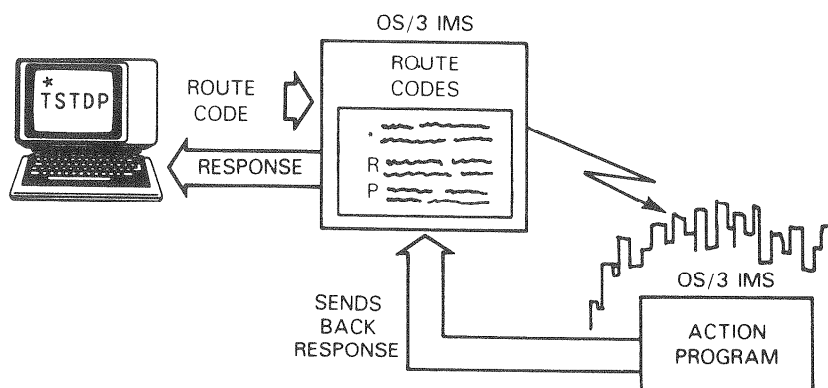 OS/3 IMS
*
TSTDP
ROUTE
CODE
ROUTE
CODES
RESPONSE
.
R
P
OS/3 IMS
SENDS
BACK
RESPONSE
ACTION
PROGRAM